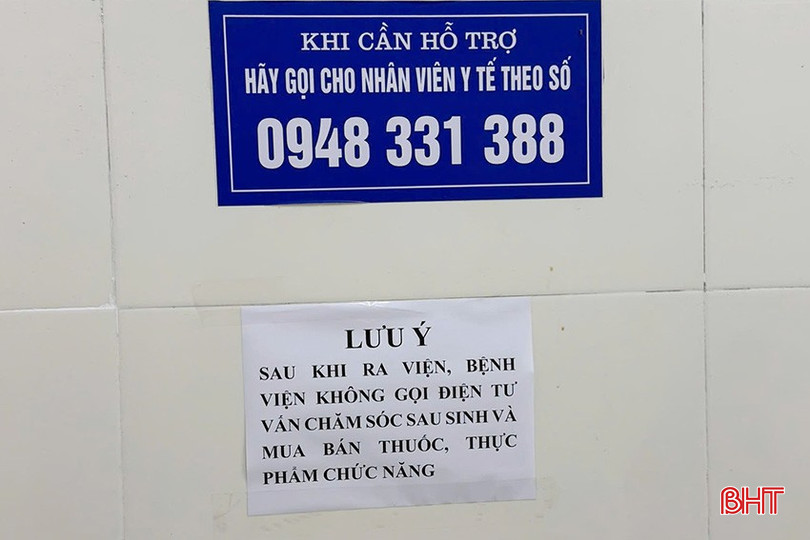 KHI CẦN HỖ TRỢ
HÃY GỌI CHO NHÂN VIÊN Y TẾ THEO SỐ
0948 331 388
LƯU Ý
SAU KHI RA VIỆN, BỆNH
VIỆN KHÔNG GỌI ĐIỆN TƯ
VẤN CHĂM SÓC SAU SINH VÀ
MUA BÁN THUỐC, THỰC
PHẨM CHỨC NĂNG
BHT